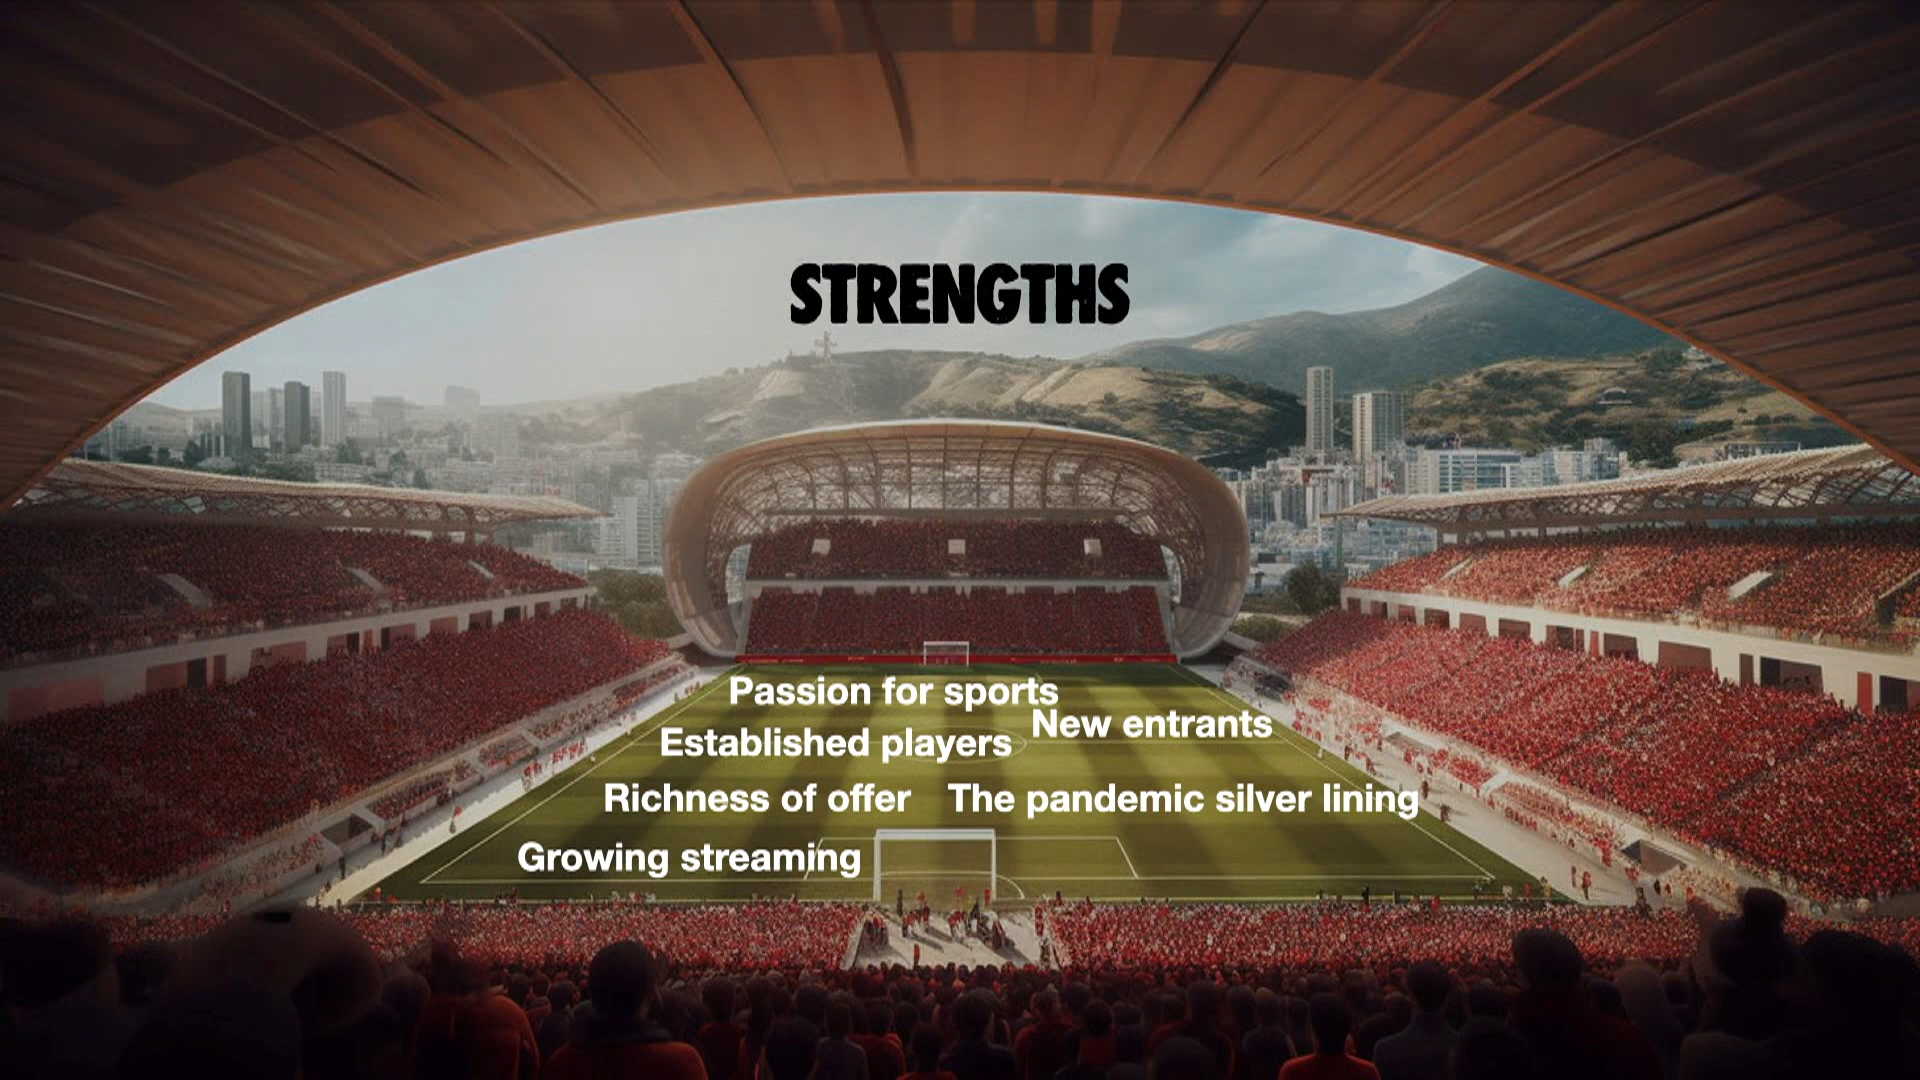 STRENGTHS
Passion for sports
New entrants
Established players
Richness of offer
The pandemic silver lining
Growing streaming